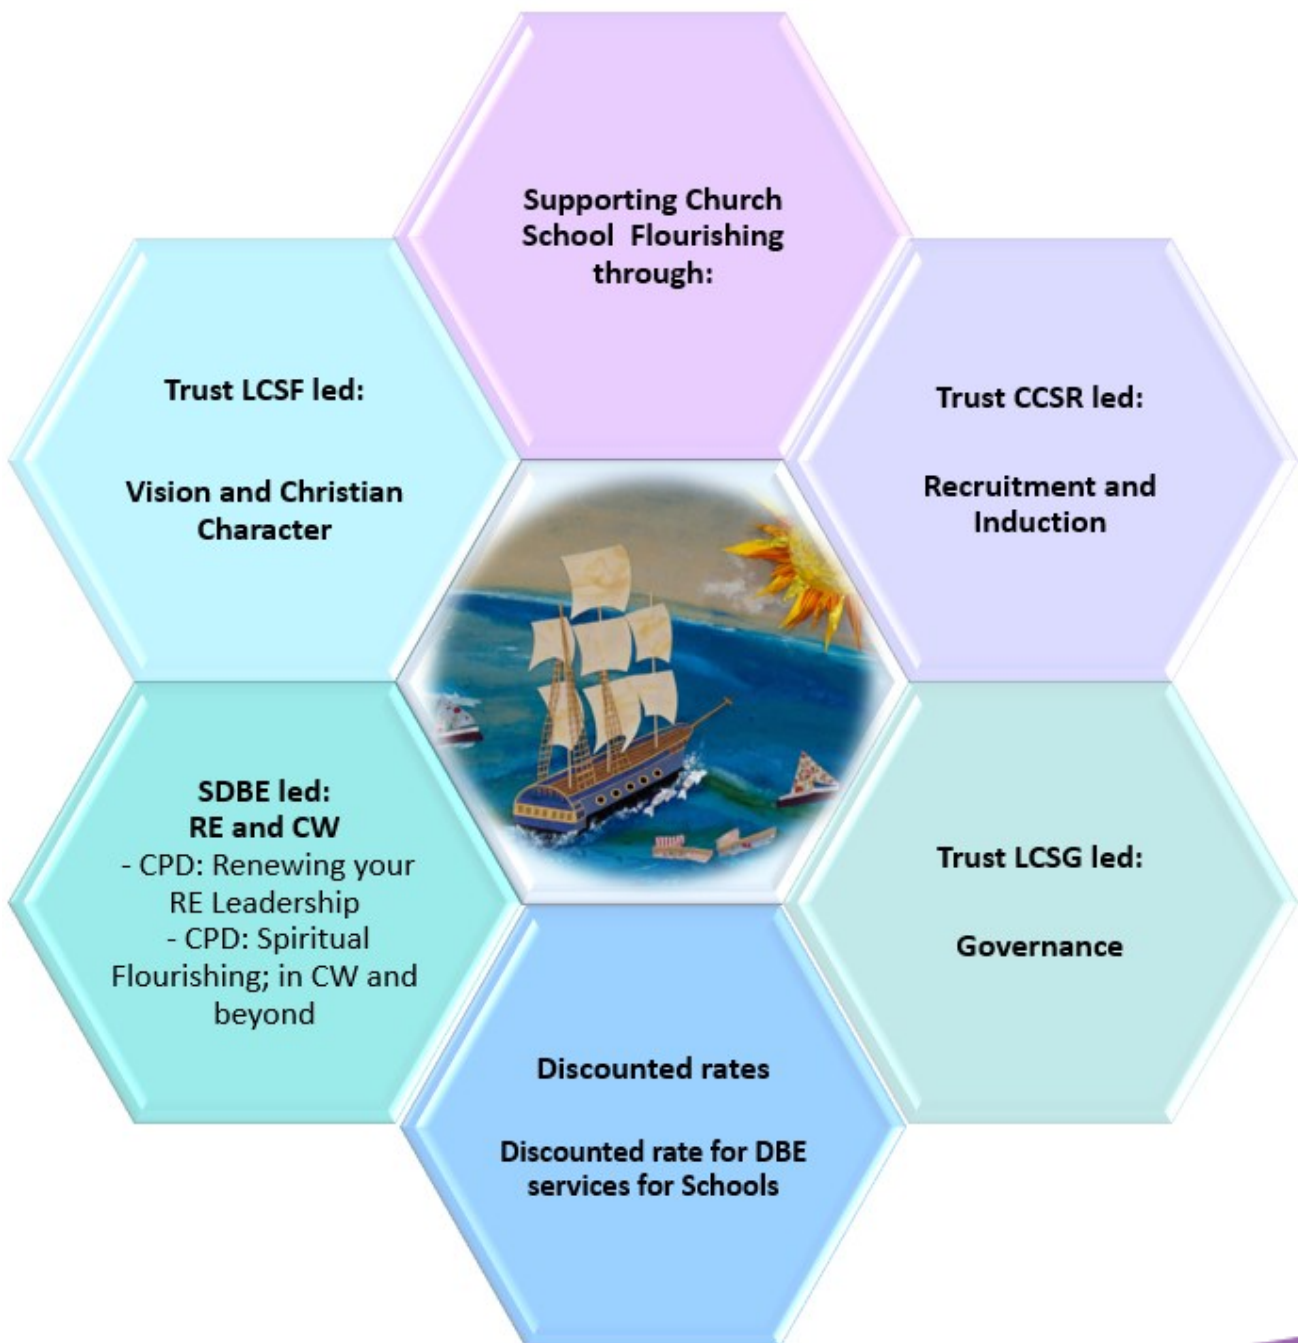 Supporting Church
School  Flourishing
through:
Trust LCSF led:
Vision and Christian
Character
Trust CCSR led:
Recruitment and
Induction
SDBE led:
RE and CW
- CPD: Renewing your
RE Leadership
- CPD: Spiritual
Flourishing; in CW and
beyond
Trust LCSG led:
Governance
Discounted rates
Discounted rate for DBE
services for Schools